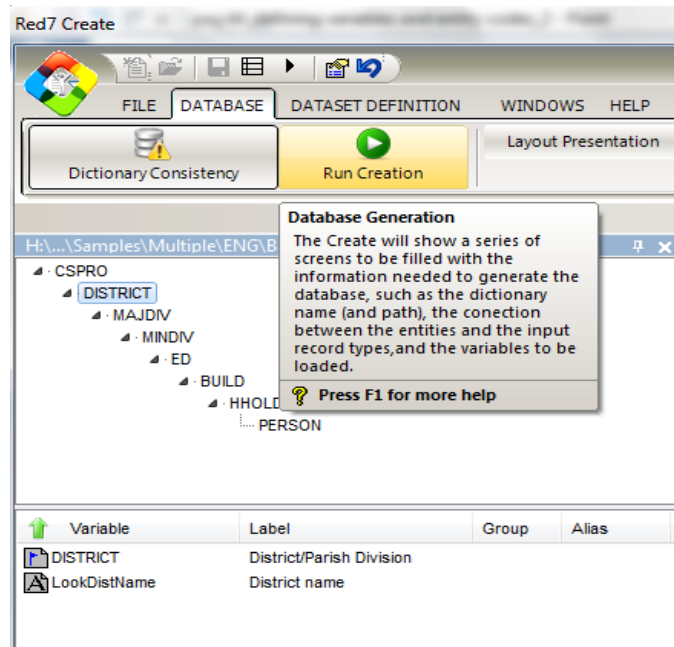 Red7 Create
FILE DATABASE DATASET DEFINITION WINDOWS HELP
Dictionary Consistency
Run Creation
Layout Presentation
Database Generation
The Create will show a series of
screens to be filled with the
information needed to generate the
database, such as the dictionary
name (and path), the conection
between the entities and the input
record types,and the variables to be
loaded.
Press F1 for more help
H:\...\Samples\Multiple\ENG\B
CSPRO
DISTRICT
MAJDIV
MINDIV
ED
BUILD
HHOLD
PERSON
Variable Label Group Alias
DISTRICT District/Parish Division
LookDistName District name